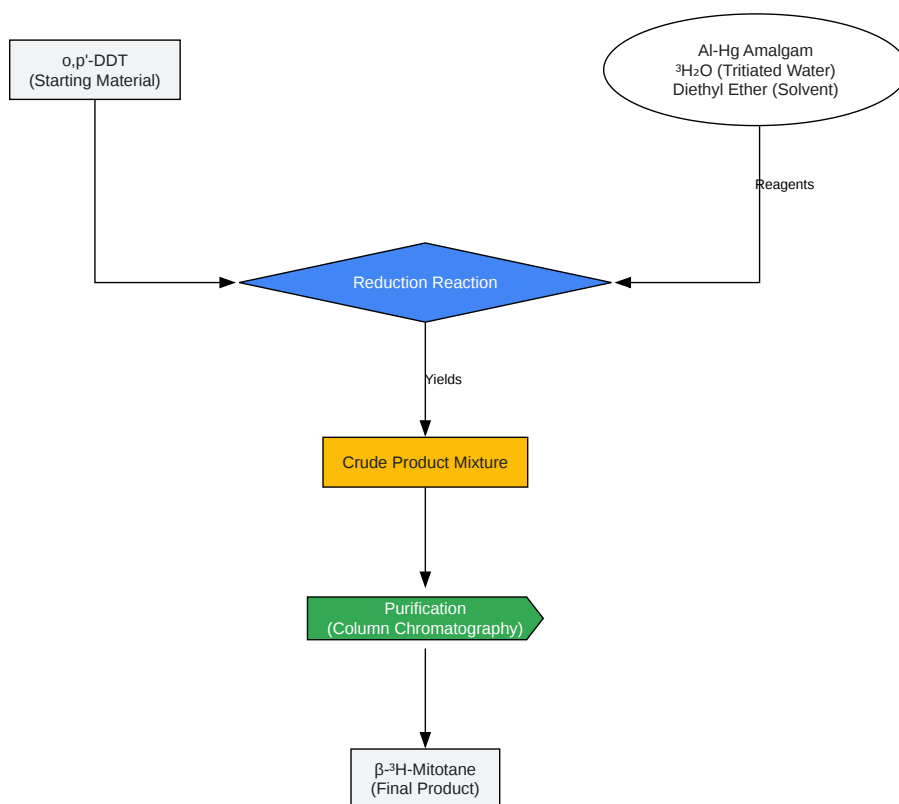 o,p'-DDT
(Starting Material)
Al-Hg Amalgam
³H₂O (Tritiated Water)
Diethyl Ether (Solvent)
Reagents
Reduction Reaction
Yields
Crude Product Mixture
Purification
(Column Chromatography)
β-³H-Mitotane
(Final Product)